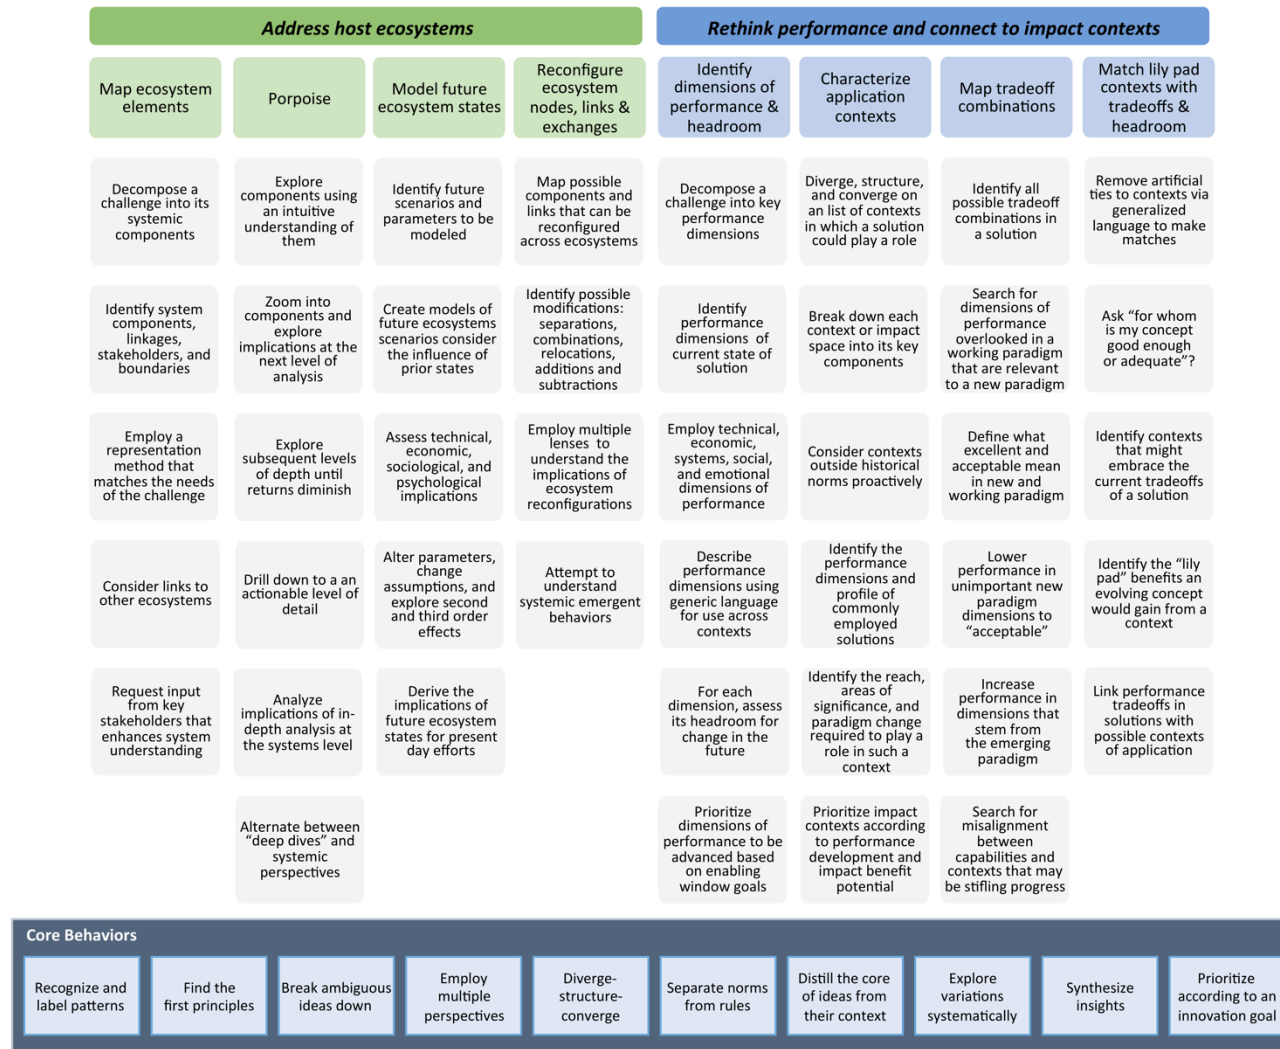 Address host ecosystems
Rethink performance and connect to impact contexts
Map ecosystem
elements
Porpoise
Model future
ecosystem states
Reconfigure
ecosystem
nodes, links &
exchanges
Identify
dimensions of
performance &
headroom
Characterize
application
contexts
Map tradeoff
combinations
Match lily pad
contexts with
tradeoffs &
headroom
Decompose a
challenge into its
systemic
components
Explore
components using
an intuitive
understanding of
them
Identify future
scenarios and
parameters to be
modeled
Map possible
components and
links that can be
reconfigured
across ecosystems
Decompose a
challenge into key
performance
dimensions
Diverge, structure,
and converge on
an list of contexts
in which a solution
could play a role
Identify all
possible tradeoff
combinations in
a solution
Remove artificial
ties to contexts via
generalized
language to make
matches
Identify system
components,
linkages,
stakeholders, and
boundaries
Zoom into
components and
explore
implications at the
next level of
analysis
Create models of
future ecosystems
scenarios consider
the influence of
prior states
Identify possible
modifications:
separations,
combinations,
relocations,
additions and
subtractions
Identify
performance
dimensions of
current state of
solution
Break down each
context or impact
space into its key
components
Search for
dimensions of
performance
overlooked in a
working paradigm
that are relevant
to a new paradigm
Ask “for whom
is my concept
good enough
or adequate”?
Employ a
representation
method that
matches the needs
of the challenge
Explore
subsequent levels
of depth until
returns diminish
Assess technical,
economic,
sociological, and
psychological
implications
Employ multiple
lenses to
understand the
implications of
ecosystem
reconfigurations
Employ technical,
economic,
systems, social,
and emotional
dimensions of
performance
Consider contexts
outside historical
norms proactively
Define what
excellent and
acceptable mean
in new and
working paradigm
Identify contexts
that might
embrace the
current tradeoffs
of a solution
Consider links to
other ecosystems
Drill down to a an
actionable level of
detail
Alter parameters,
change
assumptions, and
explore second
and third order
effects
Attempt to
understand
systemic emergent
behaviors
Describe
performance
dimensions using
generic language
for use across
contexts
Identify the
performance
dimensions and
profile of
commonly
employed
solutions
Lower
performance in
unimportant new
paradigm
dimensions to
“acceptable”
Identify the “lily
pad” benefits an
evolving concept
would gain from a
context
Request input
from key
stakeholders that
enhances system
understanding
Analyze
implications of in-
depth analysis at
the systems level
Derive the
implications of
future ecosystem
states for present
day efforts
For each
dimension, assess
its headroom for
change in the
future
Identify the reach,
areas of
significance, and
paradigm change
required to play a
role in such a
context
Increase
performance in
dimensions that
stem from
the emerging
paradigm
Link performance
tradeoffs in
solutions with
possible contexts
of application
Alternate between
“deep dives” and
systemic
perspectives
Prioritize
dimensions of
performance to be
advanced based
on enabling
window goals
Prioritize impact
contexts according
to performance
development and
impact benefit
potential
Search for
misalignment
between
capabilities and
contexts that may
be stifling progress
Core Behaviors
Recognize and
label patterns
Find the
first principles
Break ambiguous
ideas down
Employ
multiple
perspectives
Diverge-
structure-
converge
Separate norms
from rules
Distill the core
of ideas from
their context
Explore
variations
systematically
Synthesize
insights
Prioritize
according to an
innovation goal